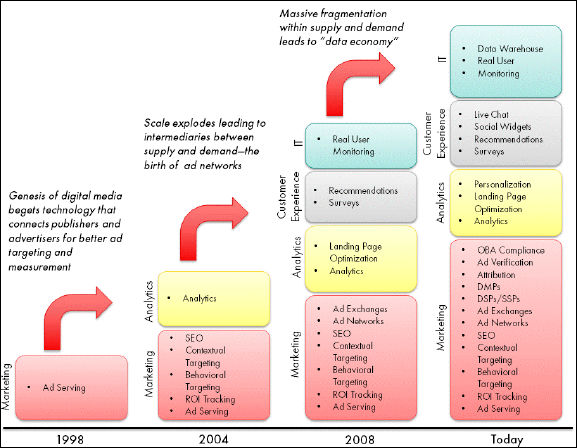 Genesis of digital media
begets technology that
connects publishers and
advertisers for better ad
targeting and
measurement
Marketing
• Ad Serving
1998
Scale explodes leading to
intermediaries between
supply and demand—the
birth of ad networks
Analytics
• Analytics
Marketing
• SEO
• Contextual
Targeting
• Behavioral
Targeting
• ROI Tracking
• Ad Serving
2004
Massive fragmentation
within supply and demand
leads to "data economy"
IT
• Real User
Monitoring
Customer
Experience
• Recommendations
• Surveys
Analytics
• Landing Page
Optimization
• Analytics
Marketing
• Ad Exchanges
• Ad Networks
• SEO
• Contextual
Targeting
• Behavioral
Targeting
• ROI Tracking
• Ad Serving
2008
IT
• Data Warehouse
• Real User
• Monitoring
Customer
Experience
• Live Chat
• Social Widgets
• Recommendations
• Surveys
Analytics
• Personalization
• Landing Page
Optimization
• Analytics
Marketing
• OBA Compliance
• Ad Verification
• Attribution
• DMPs
• DSPs/SSPs
• Ad Exchanges
• Ad Networks
• SEO
• Contextual
Targeting
• Behavioral
Targeting
• ROI Tracking
• Ad Serving
Today